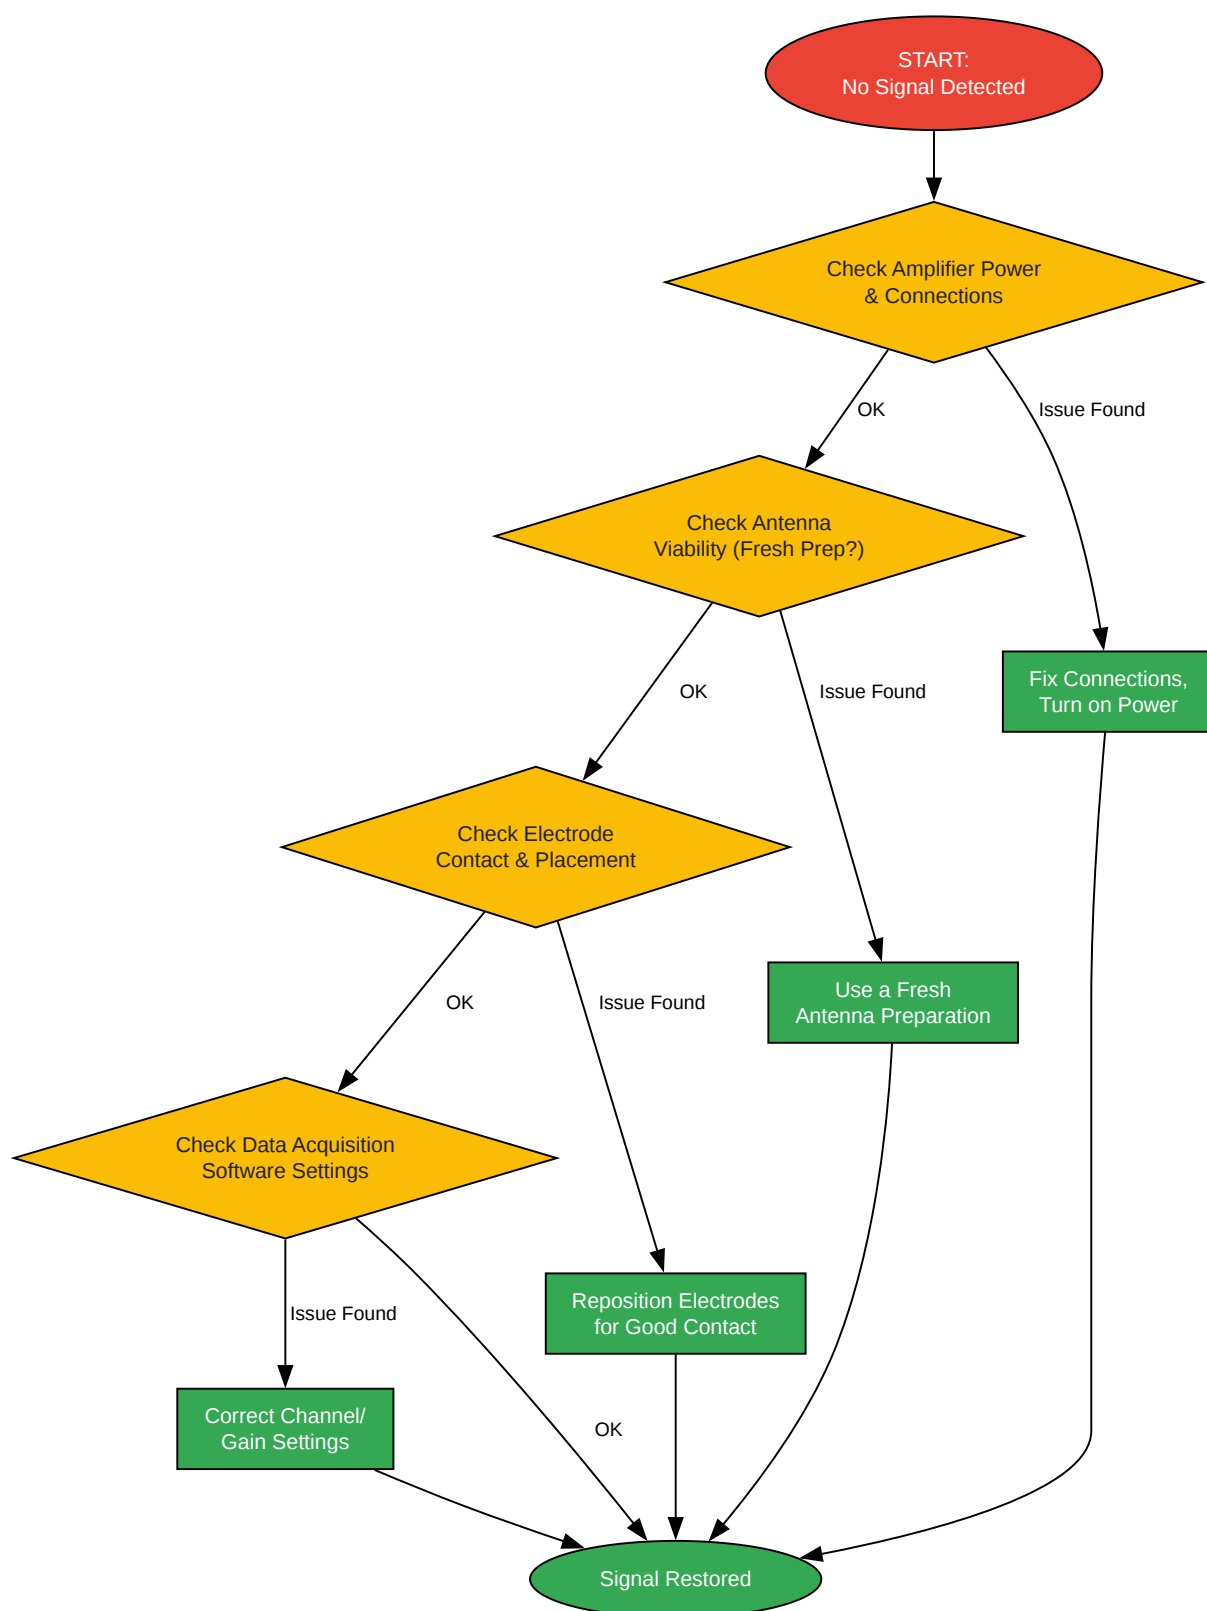 START:
No Signal Detected
Check Amplifier Power
& Connections
OK
Issue Found
Check Antenna
Viability (Fresh Prep?)
OK
Issue Found
Fix Connections,
Turn on Power
Check Electrode
Contact & Placement
OK
Issue Found
Use a Fresh
Antenna Preparation
Check Data Acquisition
Software Settings
Issue Found
OK
Reposition Electrodes
for Good Contact
Correct Channel/
Gain Settings
Signal Restored